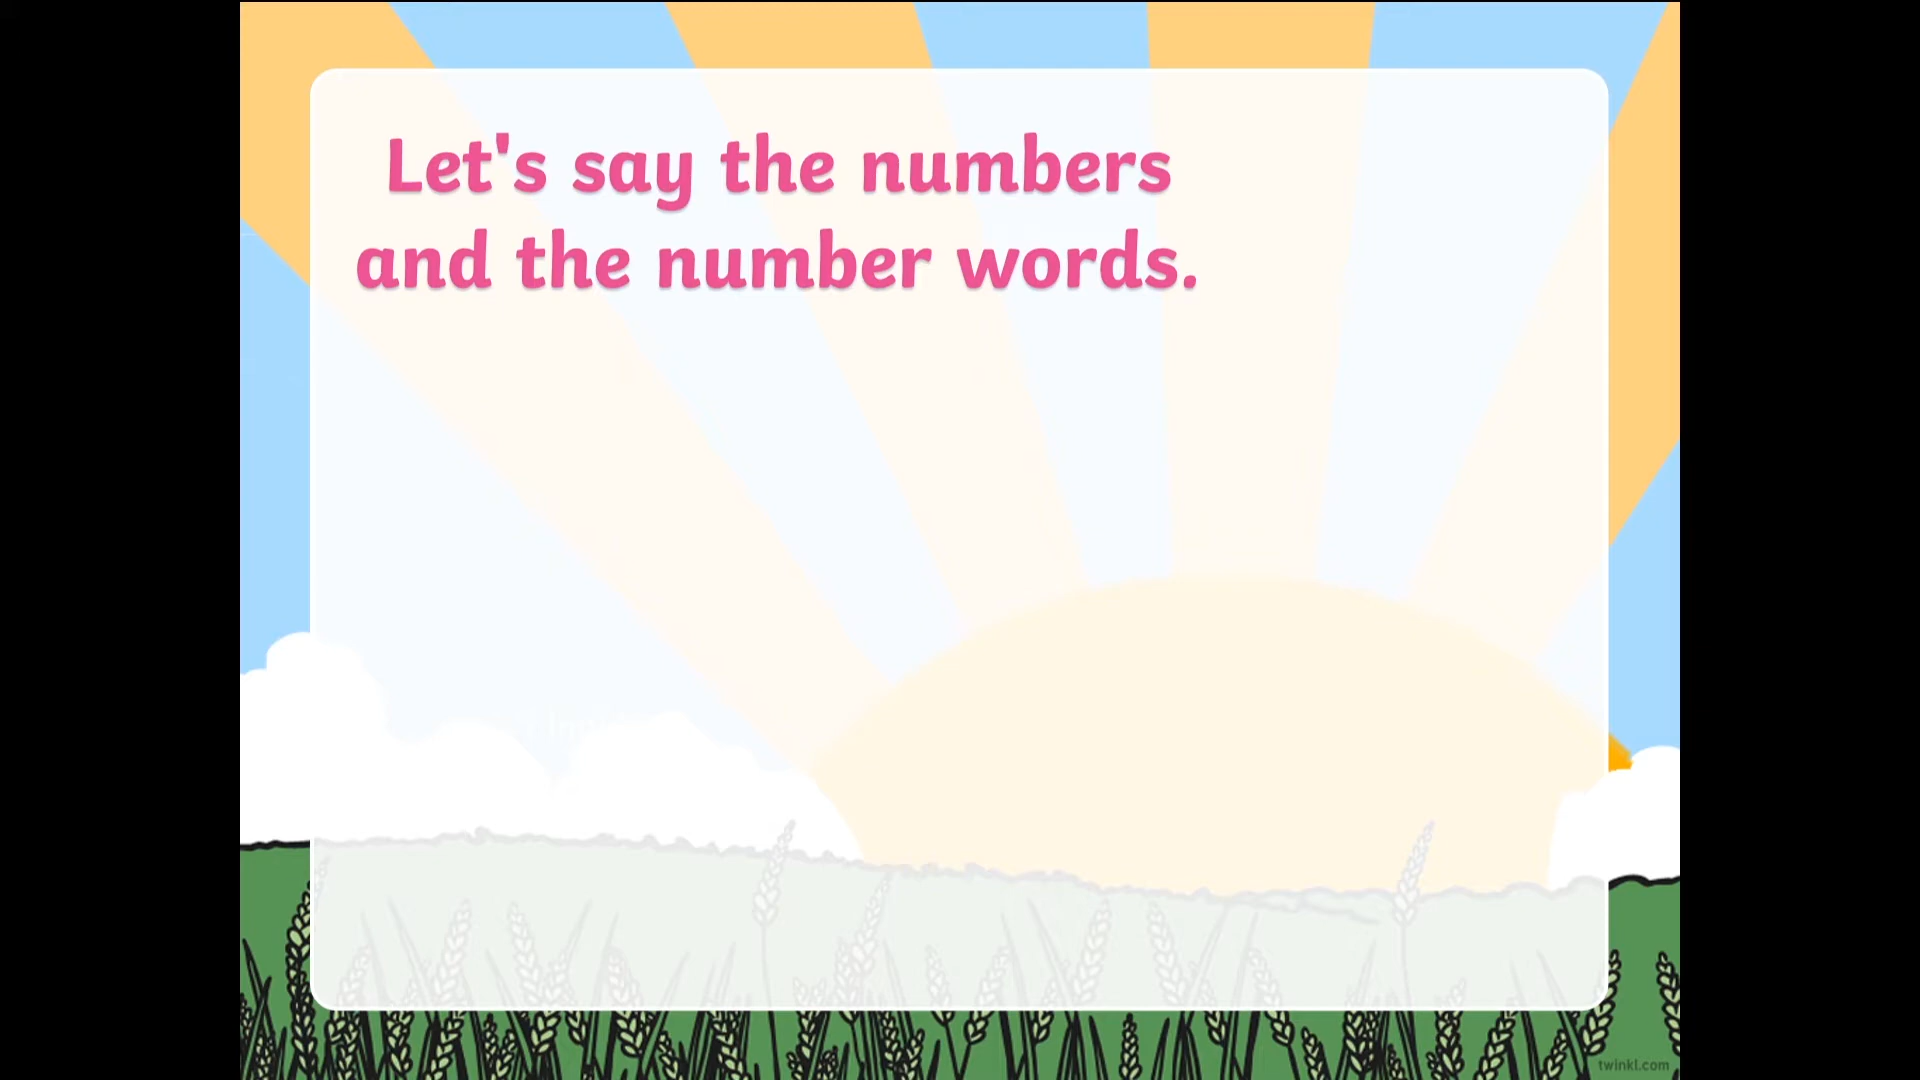 Let's say the numbers
and the number words.
twinkl.com